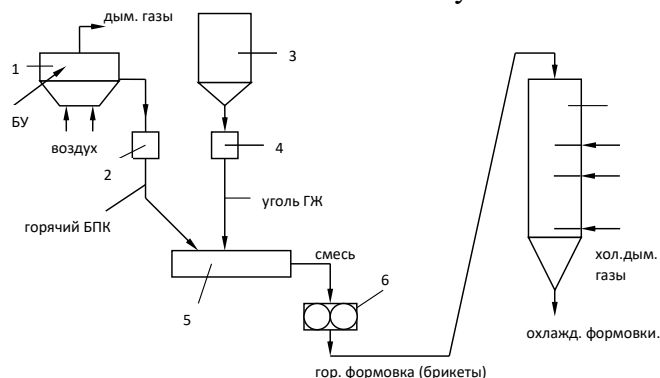 дым. газы
1
3
БУ
воздух
2
4
горячий БПК
уголь ГЖ
смесь
5
6
хол.дым.
газы
охлажд. формовки.
гор. формовка (брикеты)